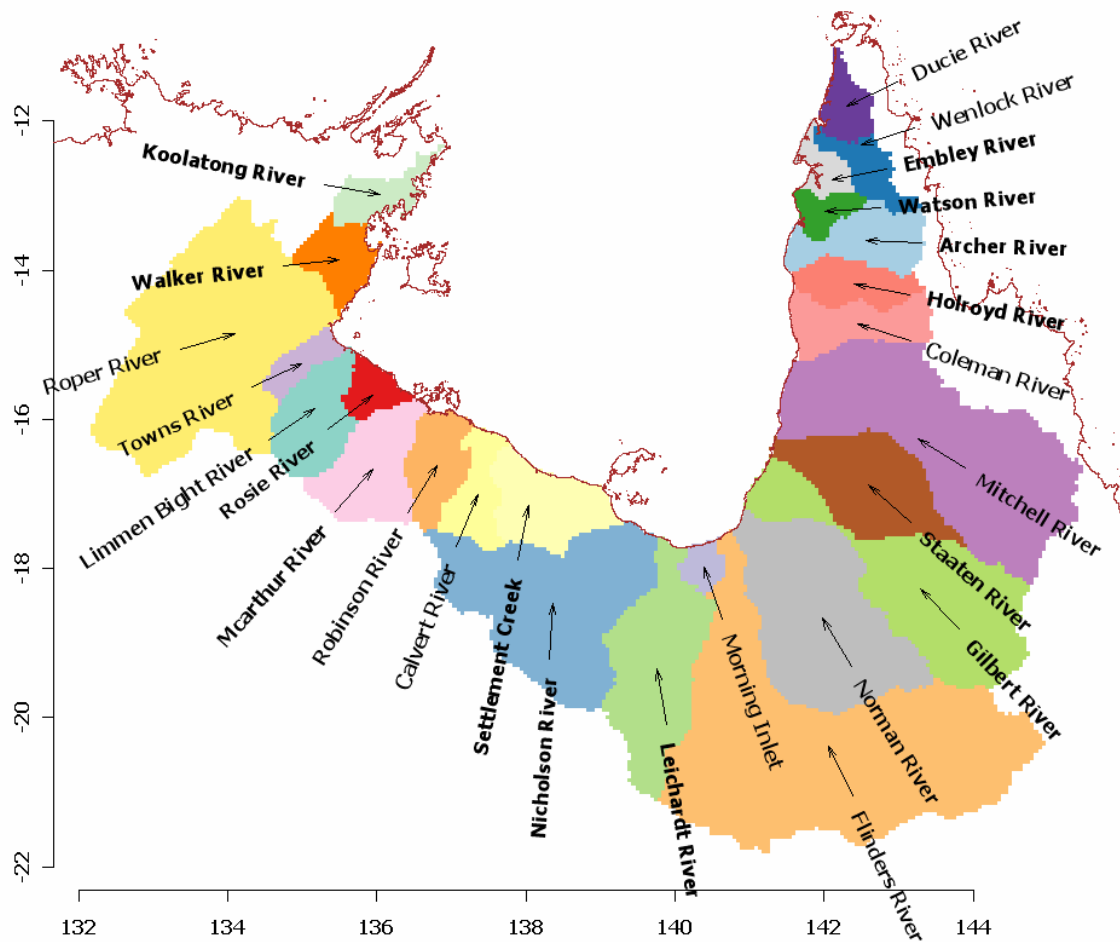 Ducie River
Wenlock River
Embley River
Watson River
Archer River
Holroyd River
Coleman River
Mitchell River
Staaten River
Gilbert River
Norman River
Flinders River
Morning Inlet
Leichardt River
Nicholson River
Settlement Creek
Calvert River
Robinson River
Mcarthur River
Rosie River
Limmen Bight River
Towns River
Roper River
Walker River
Koolatong River
-12
-14
-16
-18
-20
-22
132
134
136
138
140
142
144